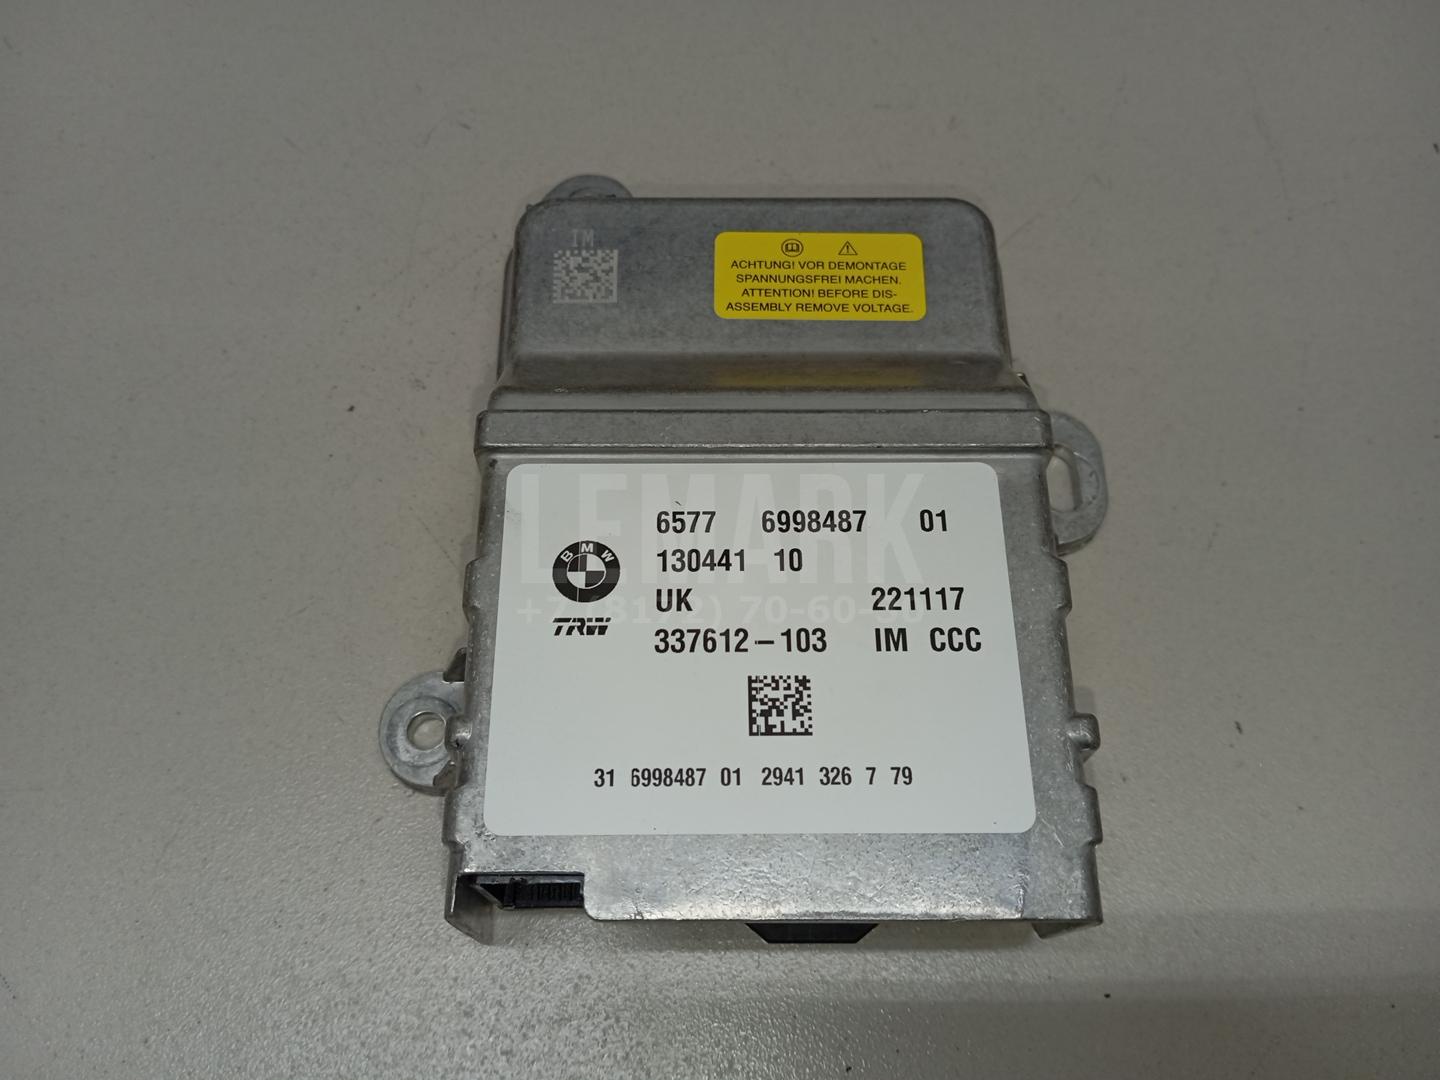 IM
ACHTUNG! VOR DEMONTAGE
SPANNUNGSFREI MACHEN.
ATTENTION! BEFORE DIS-
ASSEMBLY REMOVE VOLTAGE.
LEMARK
6577 6998487 01
BMW
130441 10
UK 221117
TRW
337612-103 IM CCC
31 6998487 01 2941 326 7 79